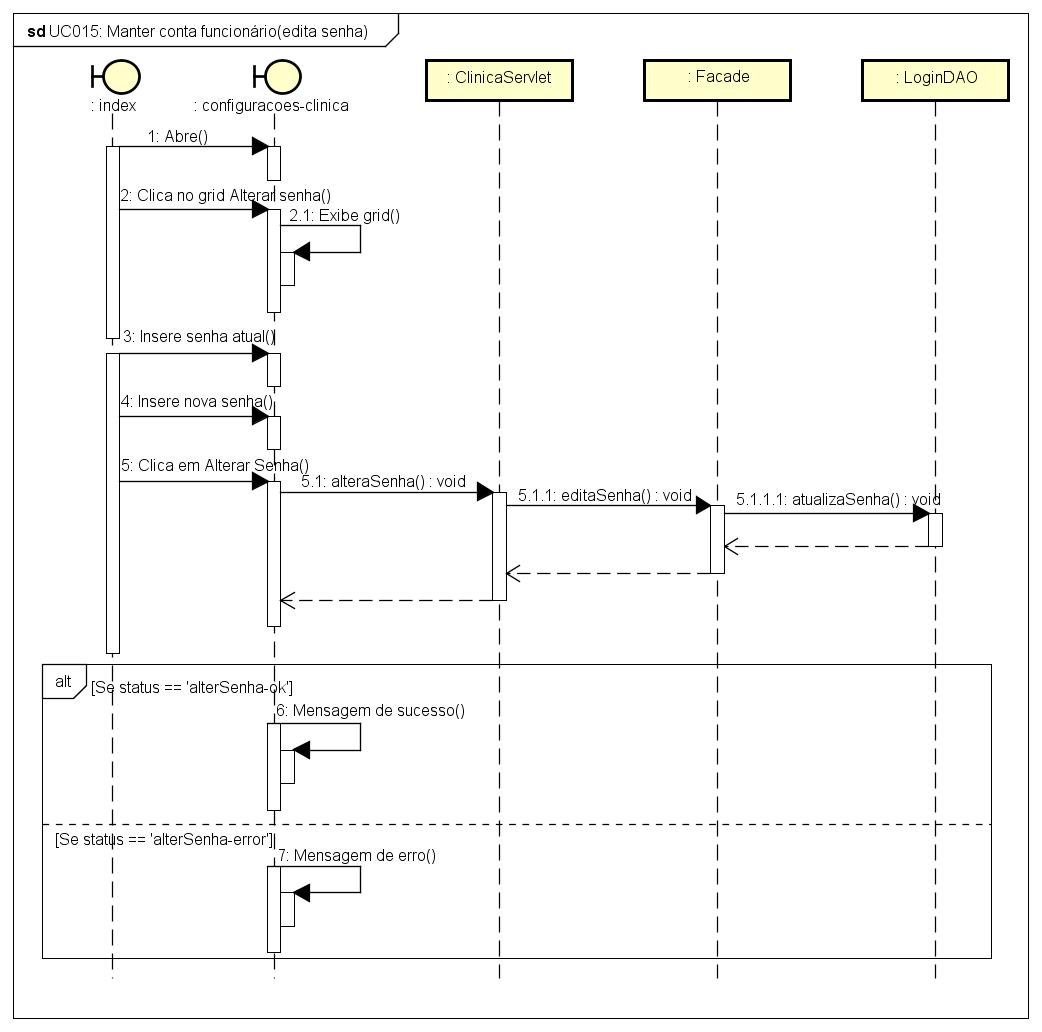 sd UC015: Manter conta funcionário(edita senha)
: index
: configuracoes-clinica
: ClinicaServlet
: Facade
: LoginDAO
1: Abre()
2: Clica no grid Alterar senha()
2.1: Exibe grid()
3: Insere senha atual()
4: Insere nova senha()
5: Clica em Alterar Senha()
5.1: alteraSenha() : void
5.1.1: editaSenha() : void
5.1.1.1: atualizaSenha() : void
alt
[Se status == 'alterSenha-ok']
6: Mensagem de sucesso()
[Se status == 'alterSenha-error']
7: Mensagem de erro()